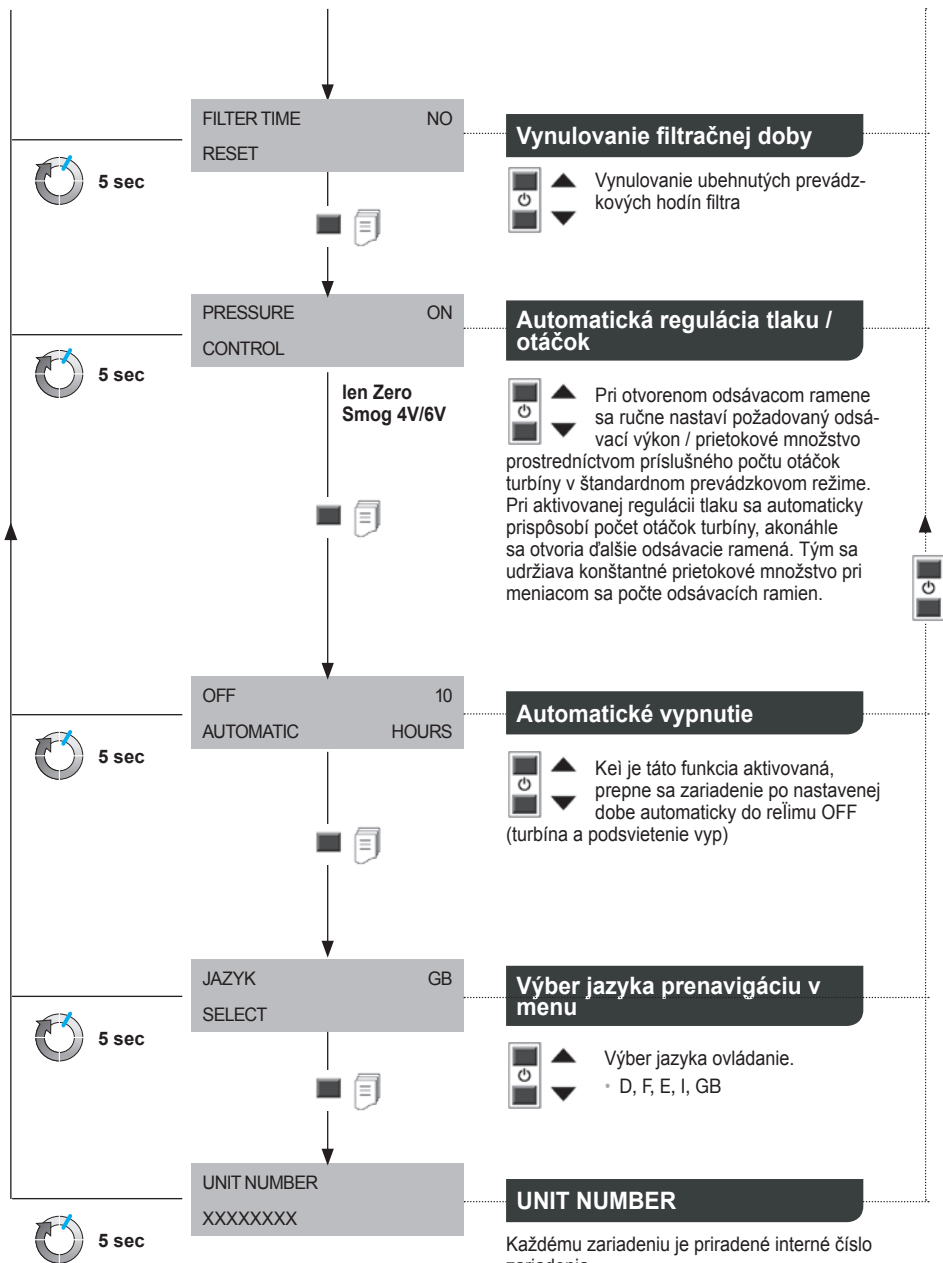 FILTER TIME NO
RESET
5 sec
Vynulovanie filtračnej doby
Vynulovanie ubehnutých prevádz-
kových hodín filtra
PRESSURE ON
CONTROL
5 sec
len Zero
Smog 4V/6V
Automatická regulácia tlaku /
otáčok
Pri otvorenom odsávacom ramene
sa ručne nastaví požadovaný odsá-
vací výkon / prietokové množstvo
prostredníctvom príslušného počtu otáčok
turbíny v štandardnom prevádzkovom režime.
Pri aktivovanej regulácii tlaku sa automaticky
prispôsobí počet otáčok turbíny, akonáhle
sa otvoria ďalšie odsávacie ramená. Tým sa
udržiava konštantné prietokové množstvo pri
meniacom sa počte odsávacích ramien.
OFF 10
AUTOMATIC HOURS
5 sec
Automatické vypnutie
Keì je táto funkcia aktivovaná,
prepne sa zariadenie po nastavenej
dobe automaticky do reÏimu OFF
(turbína a podsvietenie vyp)
JAZYK GB
SELECT
5 sec
Výber jazyka prenavigáciu v
menu
Výber jazyka ovládanie.
• D, F, E, I, GB
UNIT NUMBER
XXXXXXXX
5 sec
UNIT NUMBER
Každému zariadeniu je priradené interné číslo